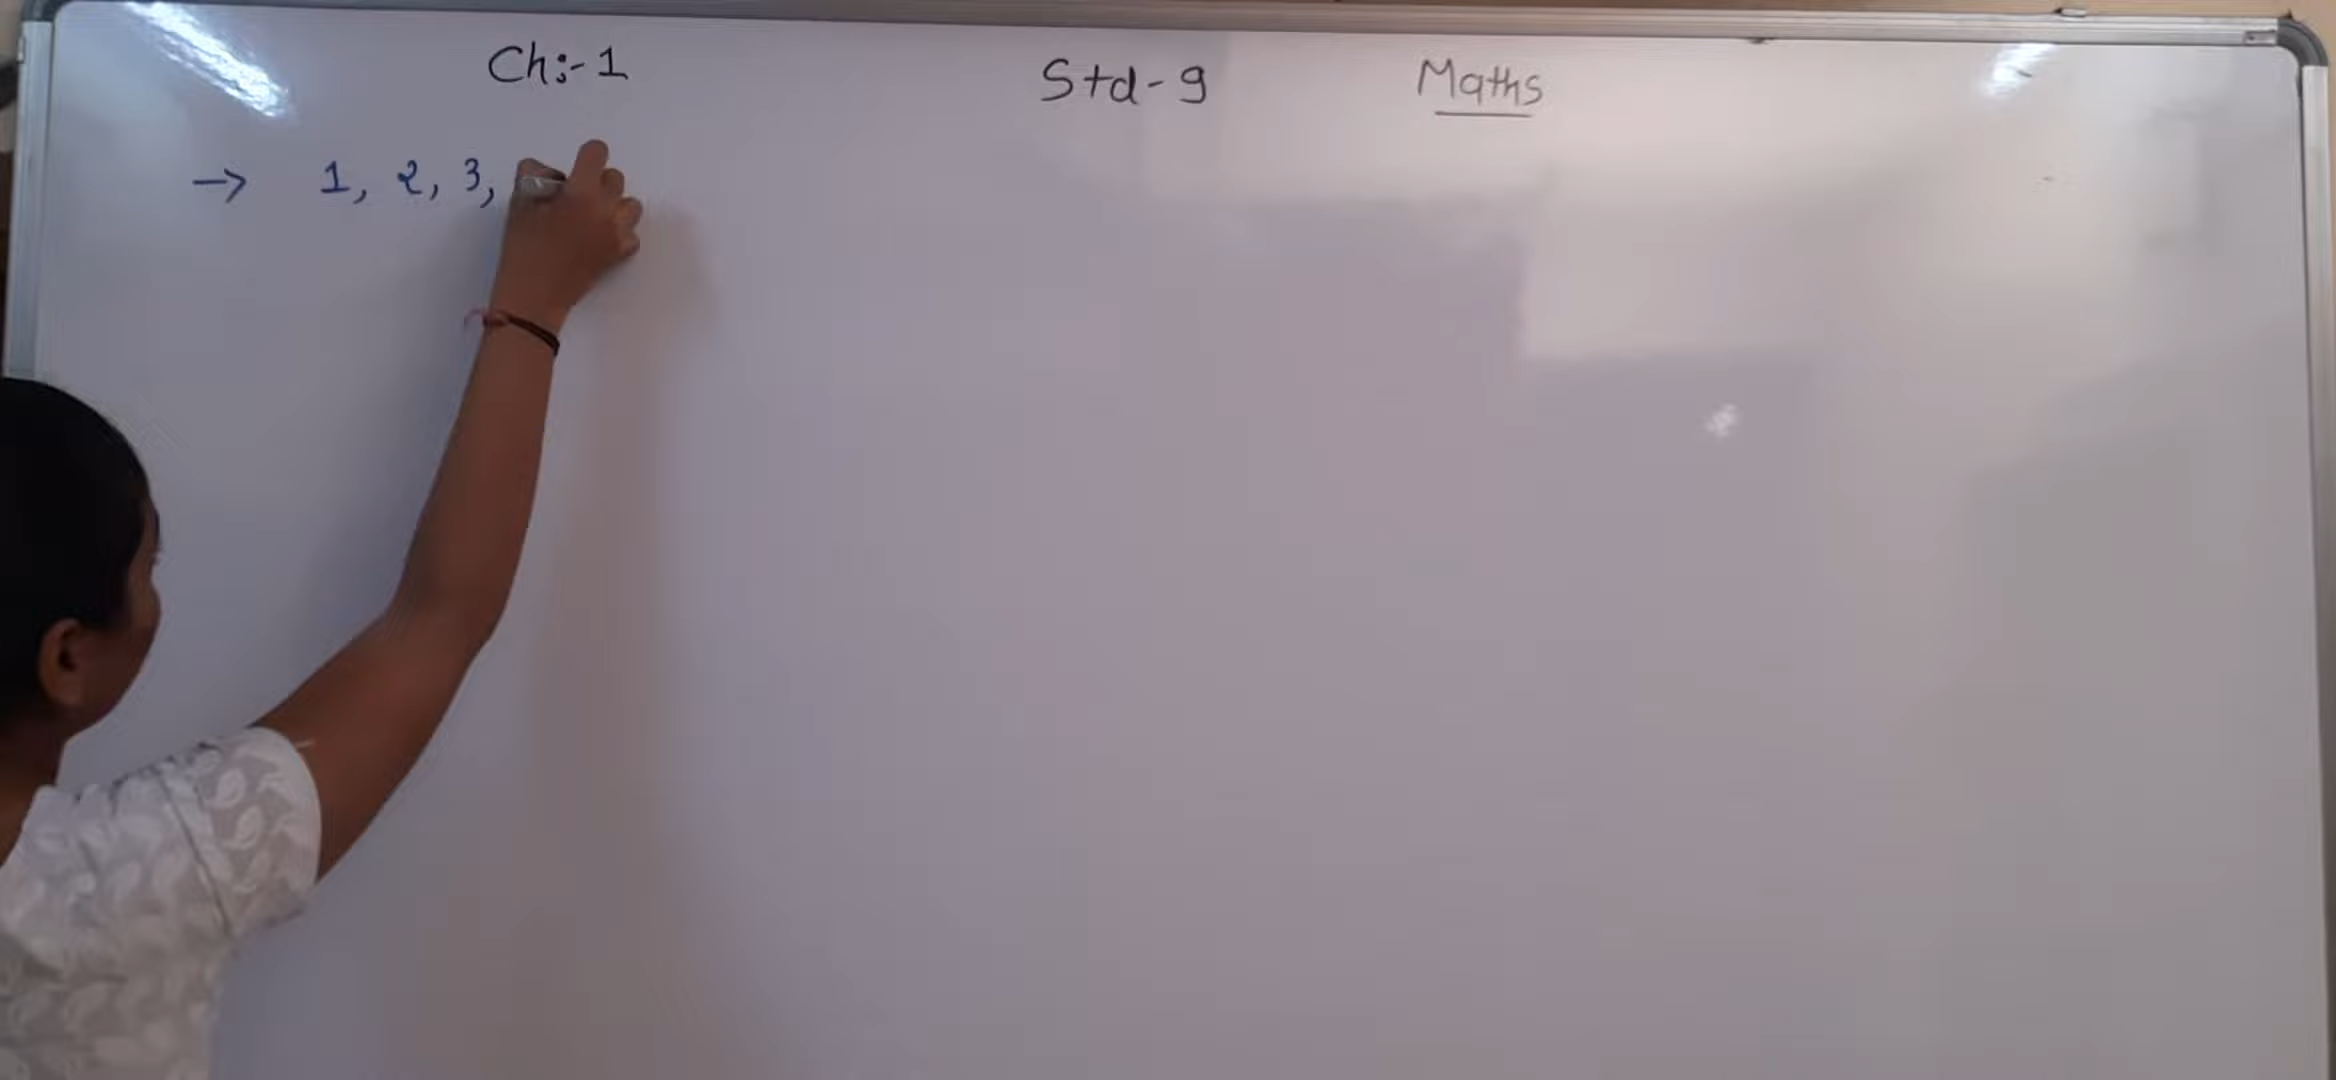 Ch:-1 Std-9 Maths
→ 1, 2, 3,